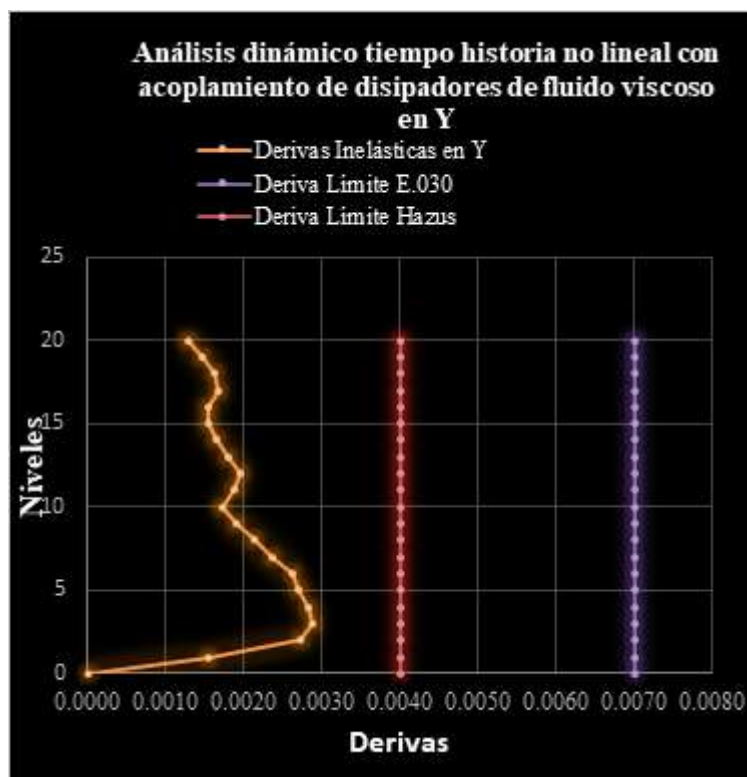 Análisis dinámico tiempo historia no lineal con
acoplamiento de disipadores de fluido viscoso
en Y
Derivas Inelásticas en Y
Deriva Limite E.030
Deriva Limite Hazus
25
20
15
10
5
0
Niveles
0.0000 0.0010 0.0020 0.0030 0.0040 0.0050 0.0060 0.0070 0.0080
Derivas